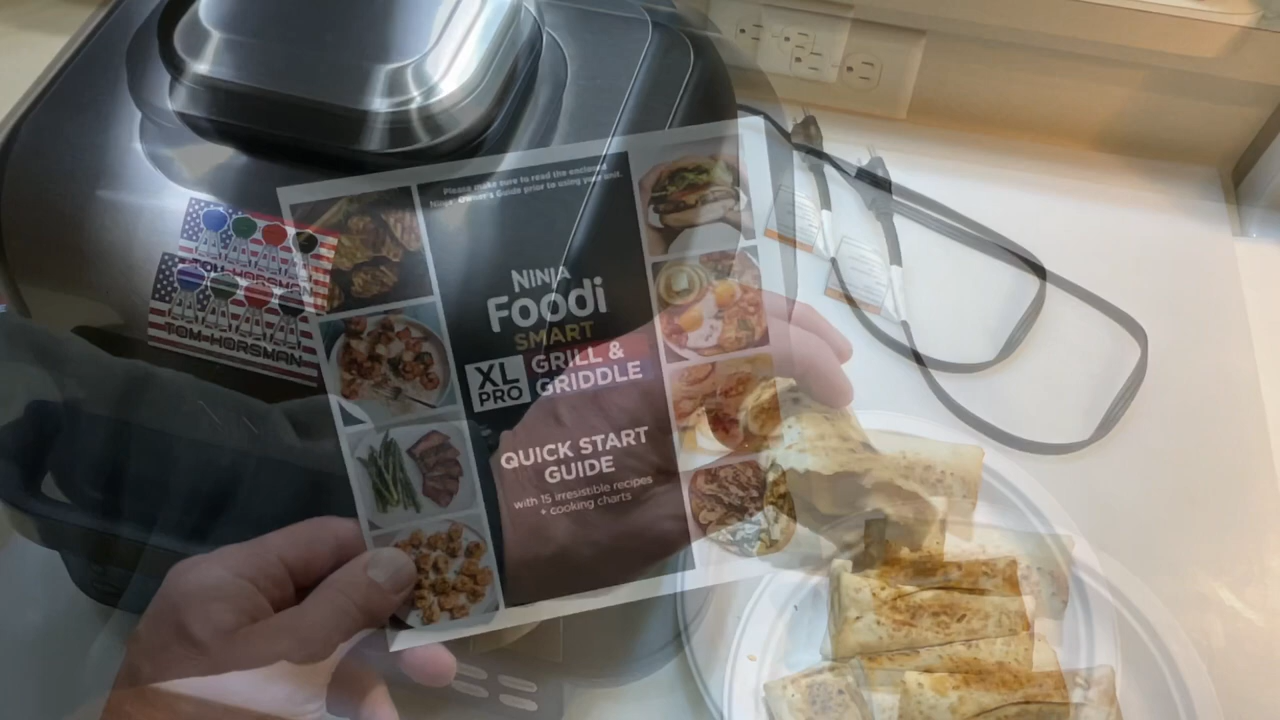 Please make sure to read the enclosed
Ninja® Owner's Guide prior to using your unit.
NINJA
Foodi
SMART
XL
PRO
GRILL &
GRIDDLE
QUICK START
GUIDE
with 15 irresistible recipes
+ cooking charts
TOM HORSMAN
TOM HORSMAN